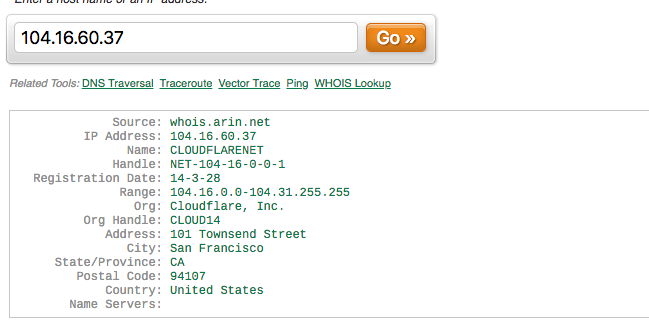 Enter a host name or an IP address:
104.16.60.37 Go »
Related Tools: DNS Traversal Traceroute Vector Trace Ping WHOIS Lookup
Source: whois.arin.net
IP Address: 104.16.60.37
Name: CLOUDFLARENET
Handle: NET-104-16-0-0-1
Registration Date: 14-3-28
Range: 104.16.0.0-104.31.255.255
Org: Cloudflare, Inc.
Org Handle: CLOUD14
Address: 101 Townsend Street
City: San Francisco
State/Province: CA
Postal Code: 94107
Country: United States
Name Servers: